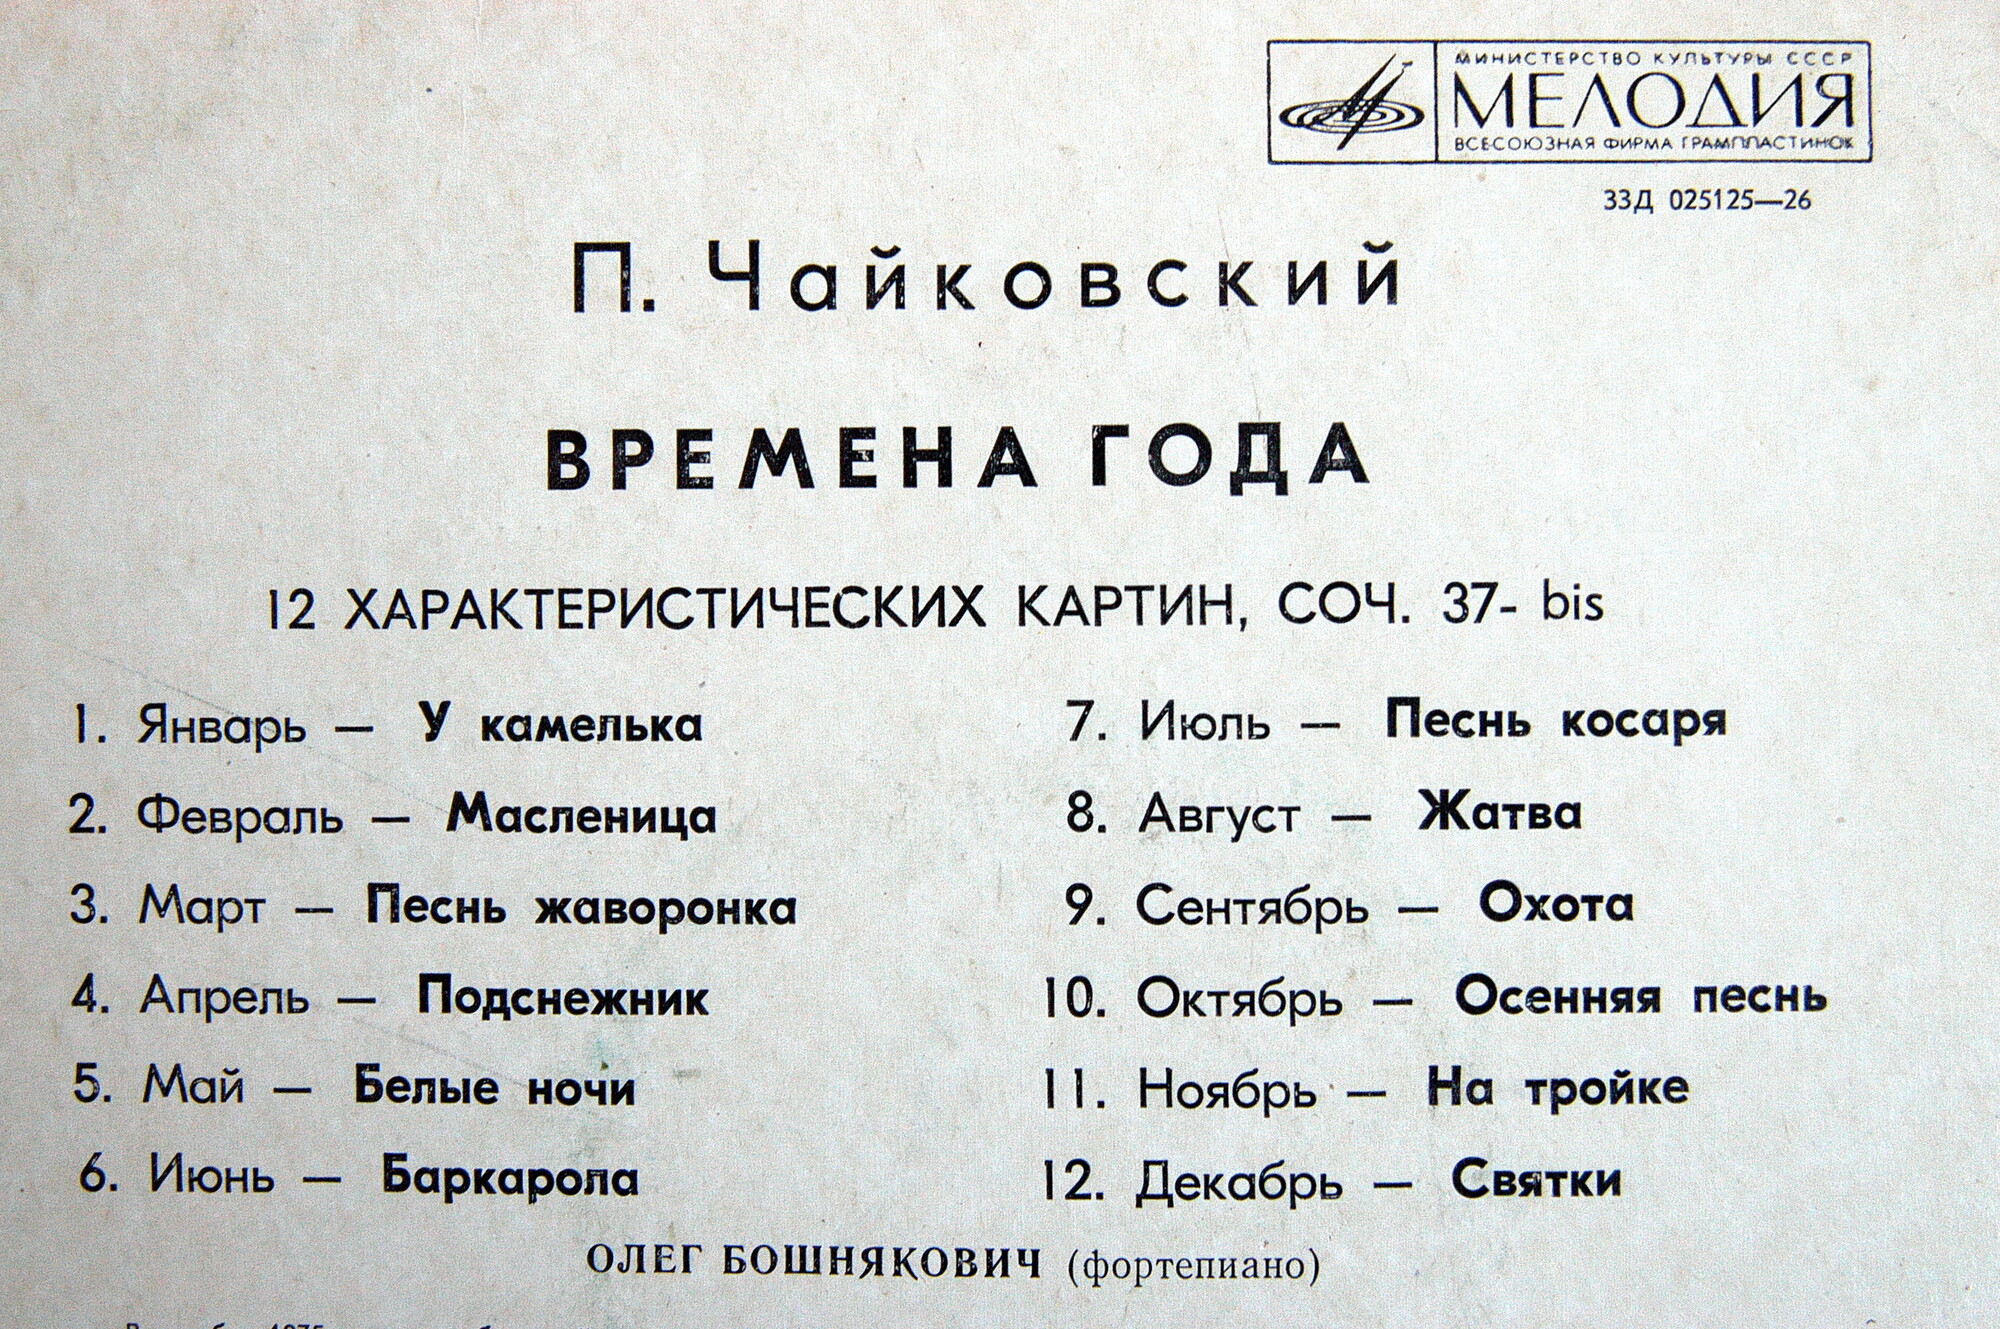 МИНИСТЕРСТВО КУЛЬТУРЫ СССР
МЕЛОДИЯ
ВСЕСОЮЗНАЯ ФИРМА ГРАМПЛАСТИНОК
33Д 025125—26
П. Чайковский
ВРЕМЕНА ГОДА
12 ХАРАКТЕРИСТИЧЕСКИХ КАРТИН, СОЧ. 37- bis
1. Январь — У камелька
2. Февраль — Масленица
3. Март — Песнь жаворонка
4. Апрель — Подснежник
5. Май — Белые ночи
6. Июнь — Баркарола
7. Июль — Песнь косаря
8. Август — Жатва
9. Сентябрь — Охота
10. Октябрь — Осенняя песнь
11. Ноябрь — На тройке
12. Декабрь — Святки
ОЛЕГ БОШНЯКОВИЧ (фортепиано)